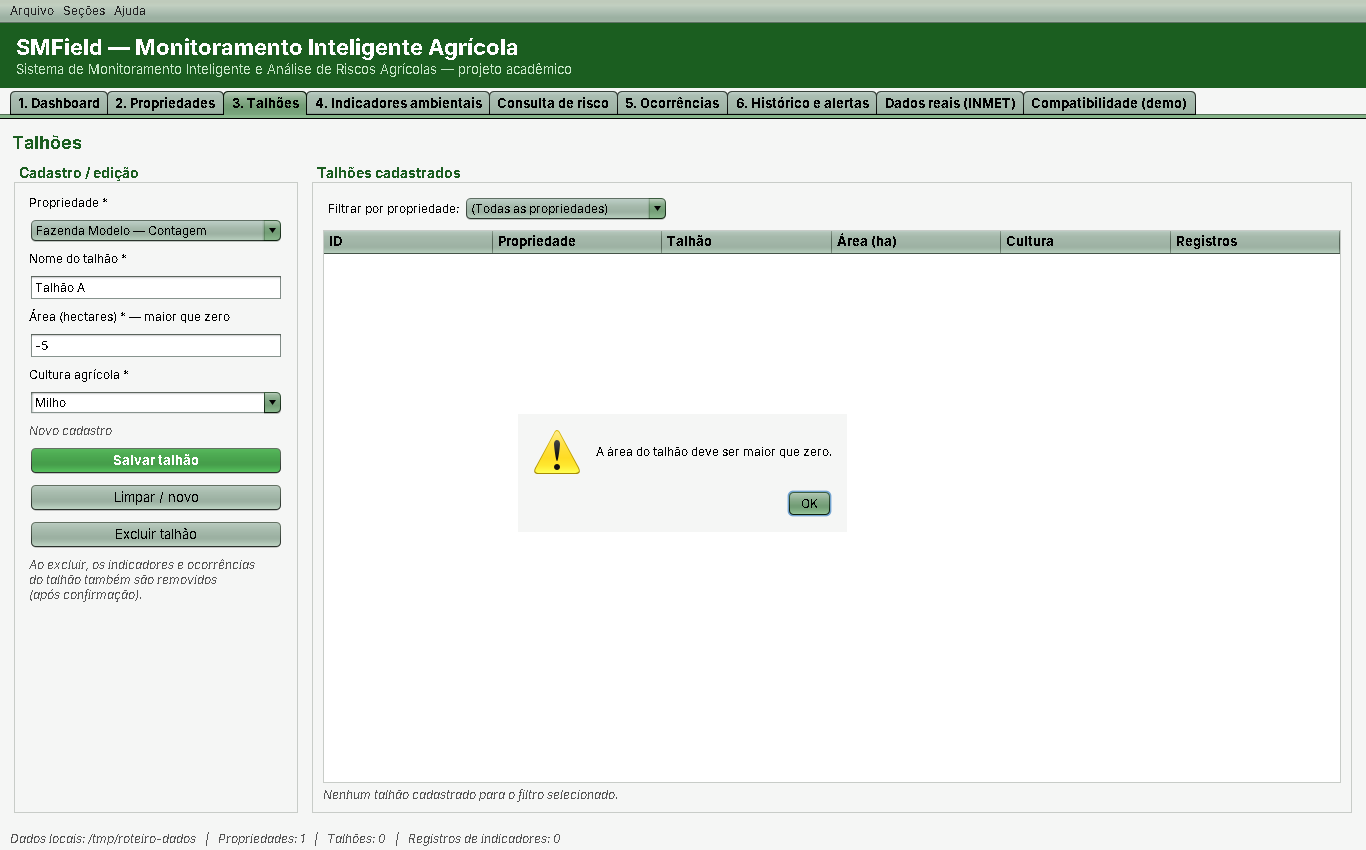 Arquivo Seções Ajuda
SMField — Monitoramento Inteligente Agrícola
Sistema de Monitoramento Inteligente e Análise de Riscos Agrícolas — projeto acadêmico
1. Dashboard 2. Propriedades 3. Talhões 4. Indicadores ambientais Consulta de risco 5. Ocorrências 6. Histórico e alertas Dados reais (INMET) Compatibilidade (demo)
Talhões
Cadastro / edição
Propriedade *
Fazenda Modelo — Contagem
Nome do talhão *
Talhão A
Área (hectares) * — maior que zero
-5
Cultura agrícola *
Milho
Novo cadastro
Salvar talhão
Limpar / novo
Excluir talhão
Ao excluir, os indicadores e ocorrências
do talhão também são removidos
(após confirmação).
Talhões cadastrados
Filtrar por propriedade: (Todas as propriedades)
ID Propriedade Talhão Área (ha) Cultura Registros
A área do talhão deve ser maior que zero.
OK
Nenhum talhão cadastrado para o filtro selecionado.
Dados locais: /tmp/roteiro-dados | Propriedades: 1 | Talhões: 0 | Registros de indicadores: 0